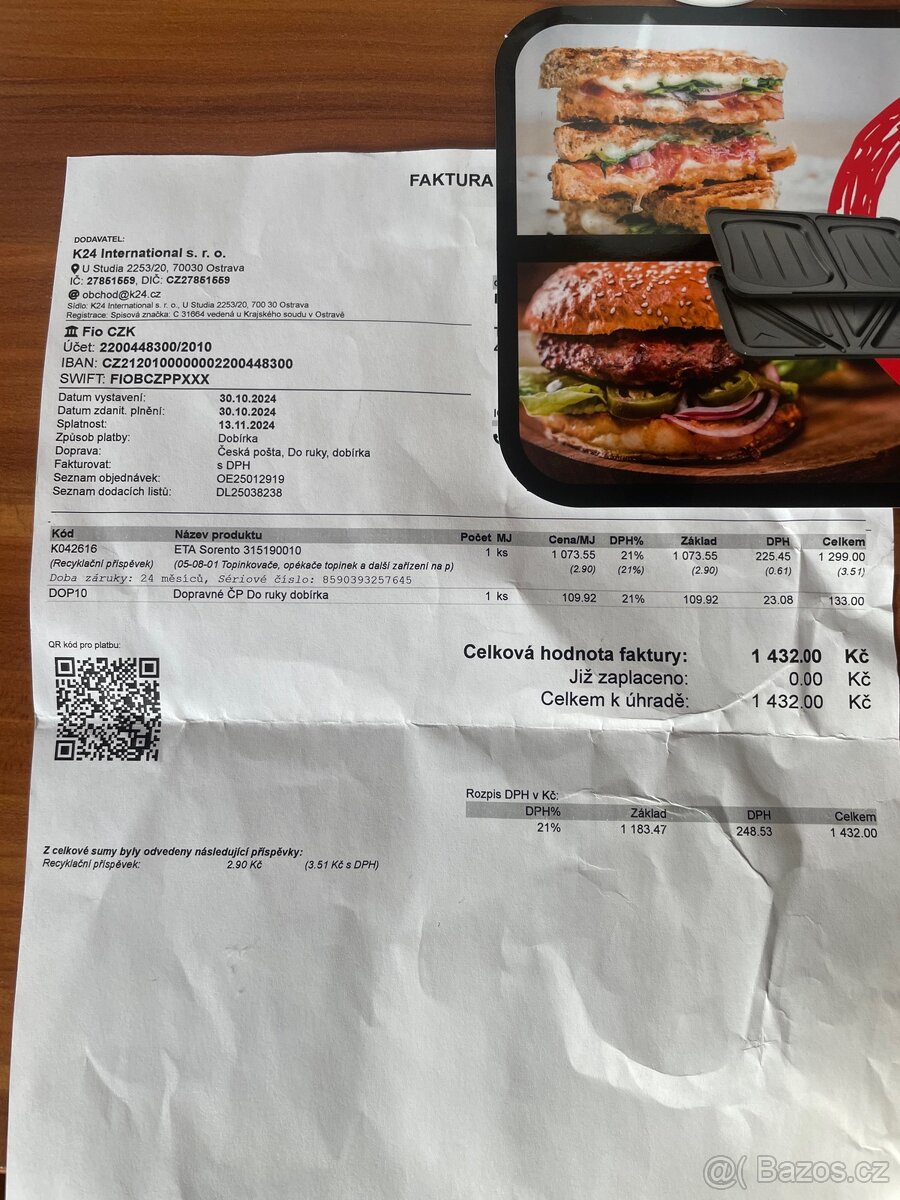 FAKTURA
DODAVATEL:
K24 International s. r. o.
U Studia 2253/20, 70030 Ostrava
IČ: 27851559, DIČ: CZ27851559
obchod@k24.cz
Sídlo: K24 International s. r. o., U Studia 2253/20, 700 30 Ostrava
Registrace: Spisová značka: C 31664 vedená u Krajského soudu v Ostravě
Fio CZK
Účet: 2200448300/2010
IBAN: CZ2120100000002200448300
SWIFT: FIOBCZPPXXX
Datum vystavení: 30.10.2024
Datum zdanit. plnění: 30.10.2024
Splatnost: 13.11.2024
Způsob platby: Dobírka
Doprava: Česká pošta, Do ruky, dobírka
Fakturovat: s DPH
Seznam objednávek: OE25012919
Seznam dodacích listů: DL25038238
Kód Název produktu Počet MJ Cena/MJ DPH% Základ DPH Celkem
K042616 ETA Sorento 315190010 1 ks 1 073.55 21% 1 073.55 225.45 1 299.00
(Recyklační příspěvek) (05-08-01 Topinkovače, opékače topinek a další zařízení na p) (2.90) (21%) (2.90) (0.61) (3.51)
Doba záruky: 24 měsíců, Sériové číslo: 8590393257645
DOP10 Dopravné ČP Do ruky dobírka 1 ks 109.92 21% 109.92 23.08 133.00
QR kód pro platbu:
Celková hodnota faktury: 1 432.00 Kč
Již zaplaceno: 0.00 Kč
Celkem k úhradě: 1 432.00 Kč
Rozpis DPH v Kč:
DPH% Základ DPH Celkem
21% 1 183.47 248.53 1 432.00
Z celkové sumy byly odvedeny následující příspěvky:
Recyklační příspěvek: 2.90 Kč (3.51 Kč s DPH)
@( Bazos.cz